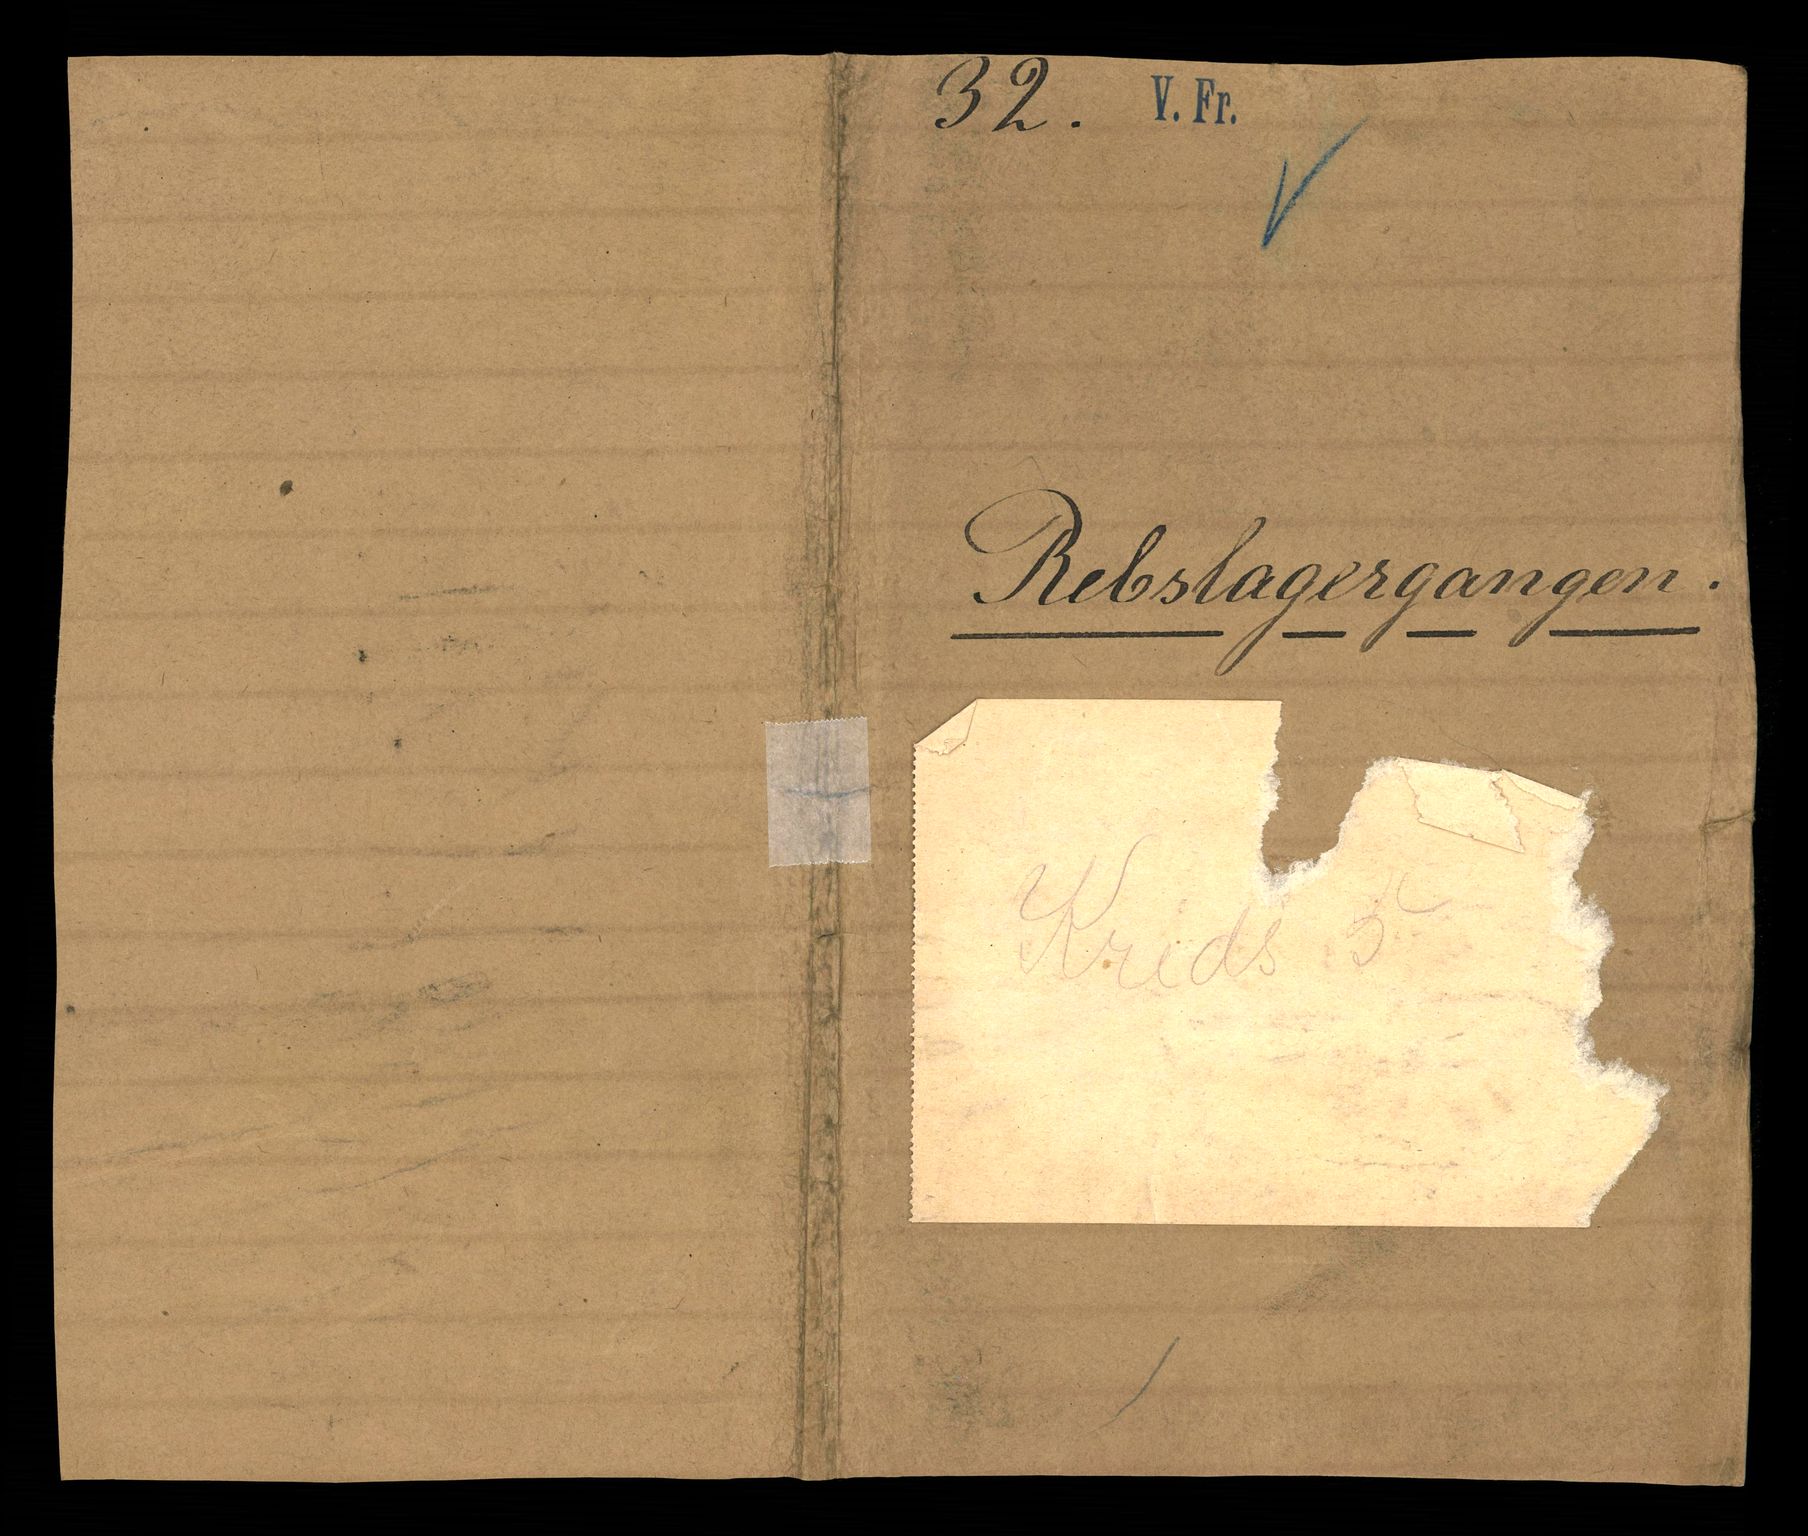 32. V. Fr.
Rebslagergangen.
Kreds 5